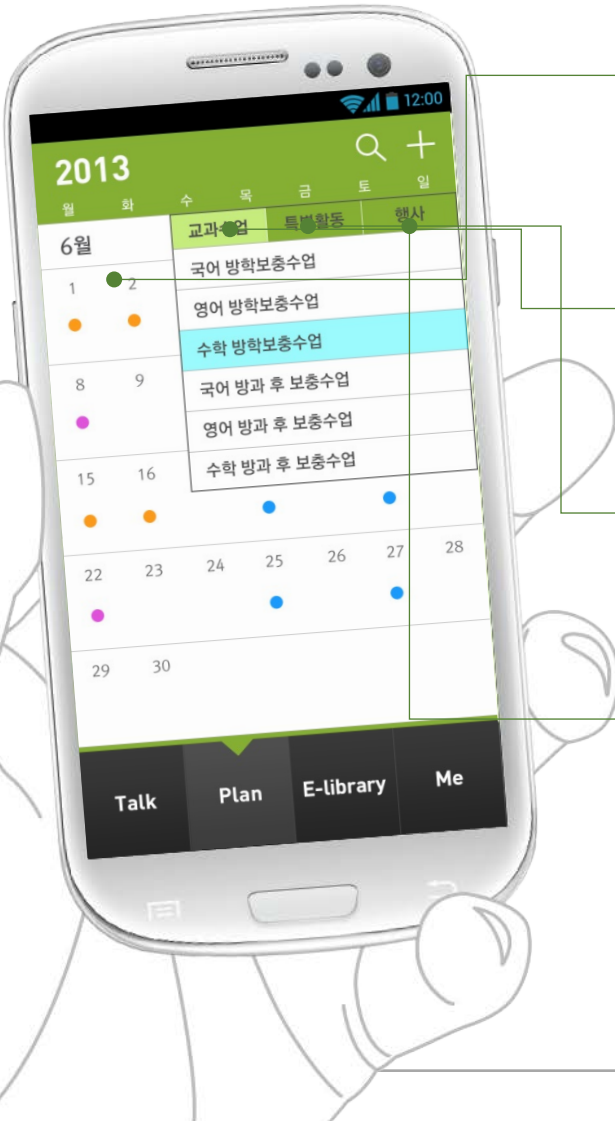 12:00
2013
월 화 수 목 금 토 일
6월
교과수업 특별활동 행사
국어 방학보충수업
영어 방학보충수업
수학 방학보충수업
국어 방과 후 보충수업
영어 방과 후 보충수업
수학 방과 후 보충수업
1 2
8 9
15 16
22 23 24 25 26 27 28
29 30
Talk Plan E-library Me